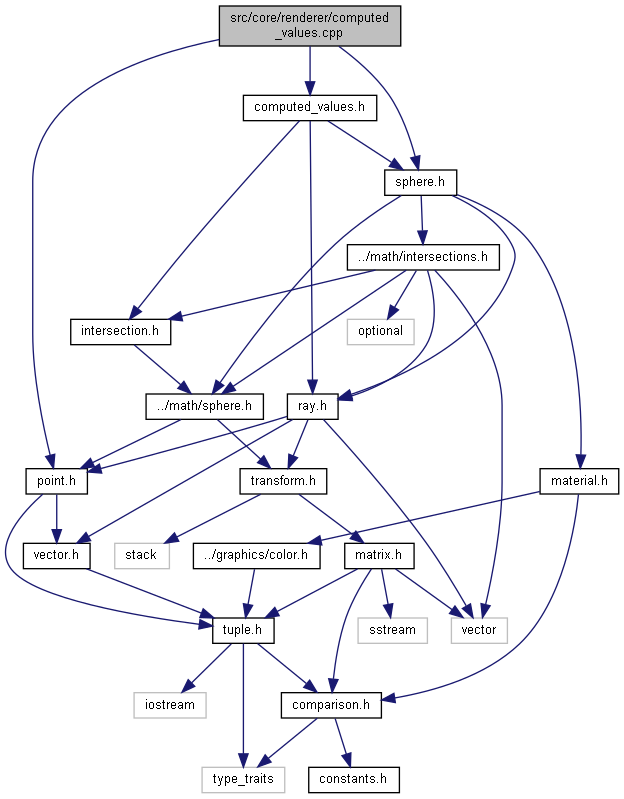 src/core/renderer/computed
_values.cpp
computed_values.h
sphere.h
../math/intersections.h
intersection.h
optional
../math/sphere.h
ray.h
point.h
transform.h
material.h
vector.h
stack
../graphics/color.h
matrix.h
tuple.h
sstream
vector
iostream
comparison.h
type_traits
constants.h